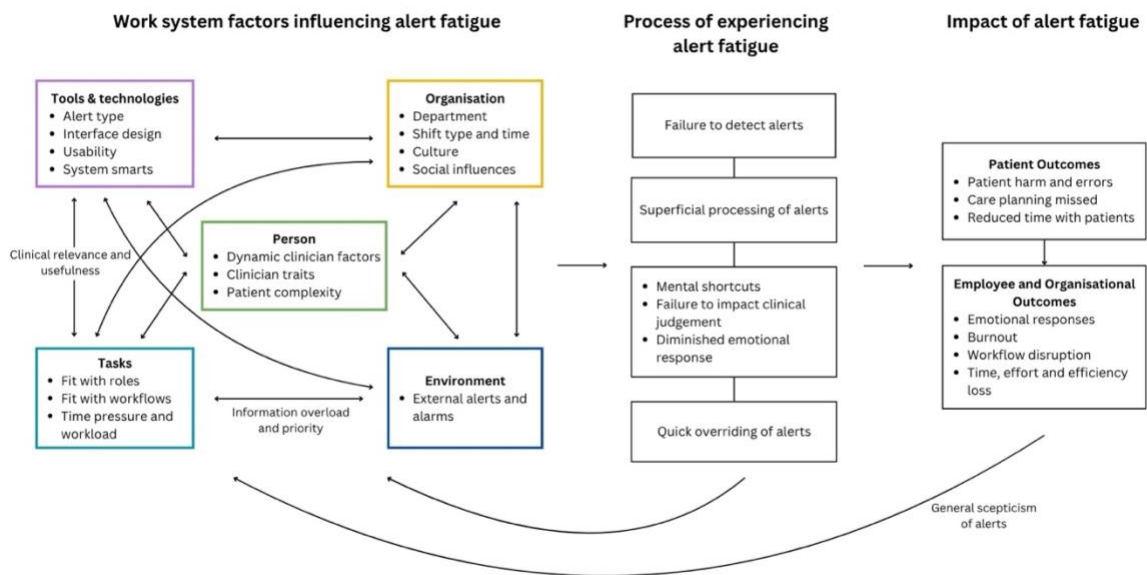 Work system factors influencing alert fatigue
Process of experiencing
alert fatigue
Impact of alert fatigue
Tools & technologies
• Alert type
• Interface design
• Usability
• System smarts
Organisation
• Department
• Shift type and time
• Culture
• Social influences
Person
• Dynamic clinician factors
• Clinician traits
• Patient complexity
Clinical relevance and
usefulness
Tasks
• Fit with roles
• Fit with workflows
• Time pressure and
workload
Information overload
and priority
Environment
• External alerts and
alarms
Failure to detect alerts
Superficial processing of alerts
• Mental shortcuts
• Failure to impact clinical
judgement
• Diminished emotional
response
Quick overriding of alerts
Patient Outcomes
• Patient harm and errors
• Care planning missed
• Reduced time with patients
Employee and Organisational
Outcomes
• Emotional responses
• Burnout
• Workflow disruption
• Time, effort and efficiency
loss
General scepticism
of alerts